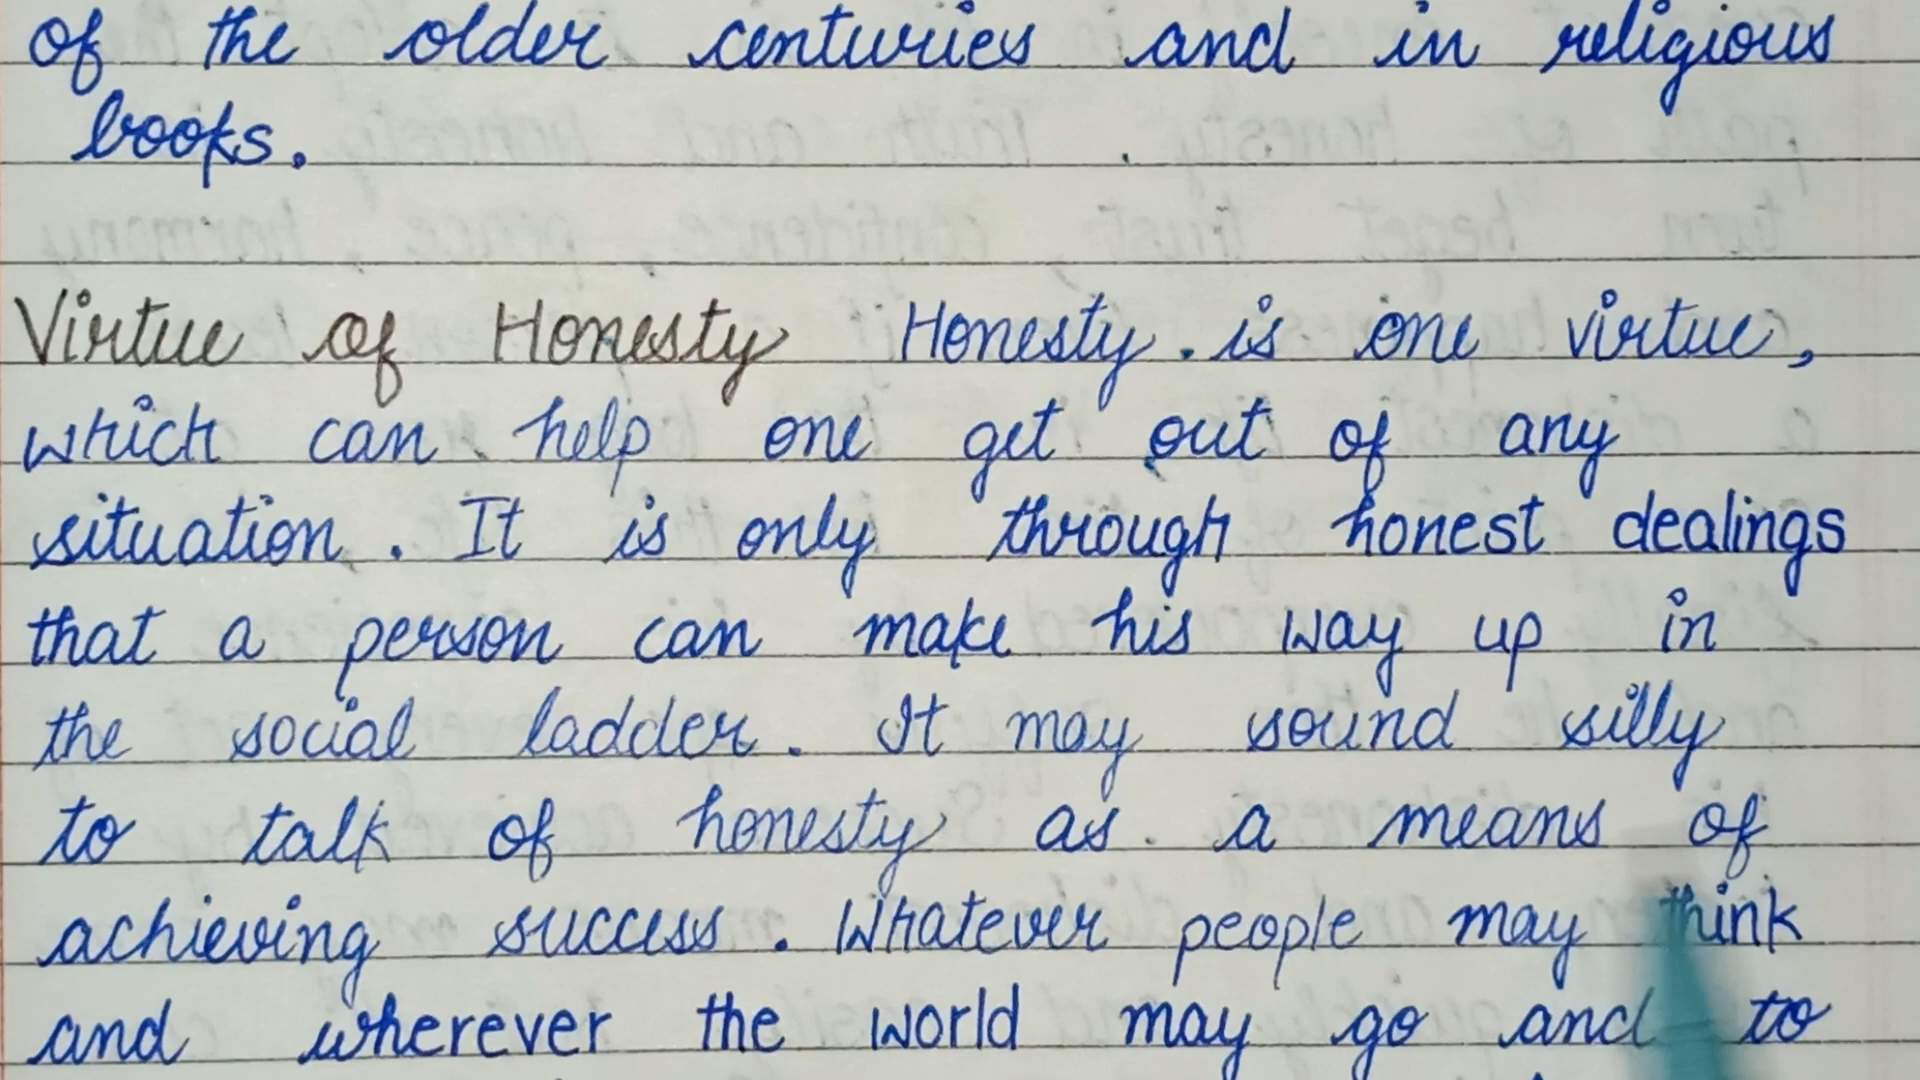 of the older centuries and in religious
books.
Virtue of Honesty Honesty is one virtue,
which can help one get out of any
situation. It is only through honest dealings
that a person can make his way up in
the social ladder. It may sound silly
to talk of honesty as a means of
achieving success. Whatever people may think
and wherever the world may go and to